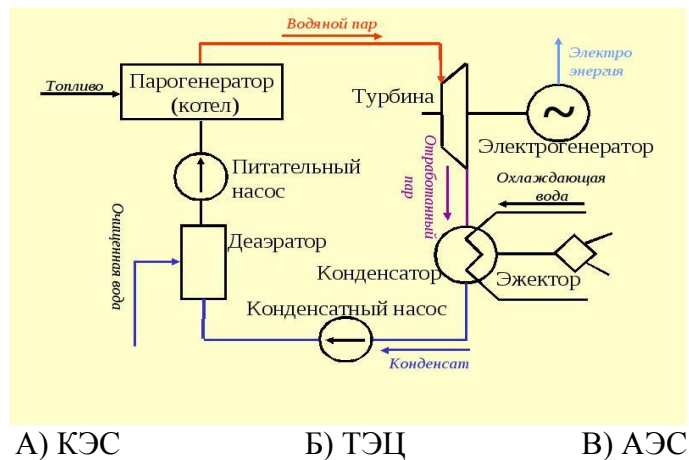 Водяной пар
Электро
энергия
Топливо
Парогенератор
(котел)
Турбина
Электрогенератор
Отработанный
пар
Питательный
насос
Охлаждающая
вода
Очищенная вода
Деаэратор
Конденсатор
Эжектор
Конденсатный насос
Конденсат
А) КЭС Б) ТЭЦ В) АЭС